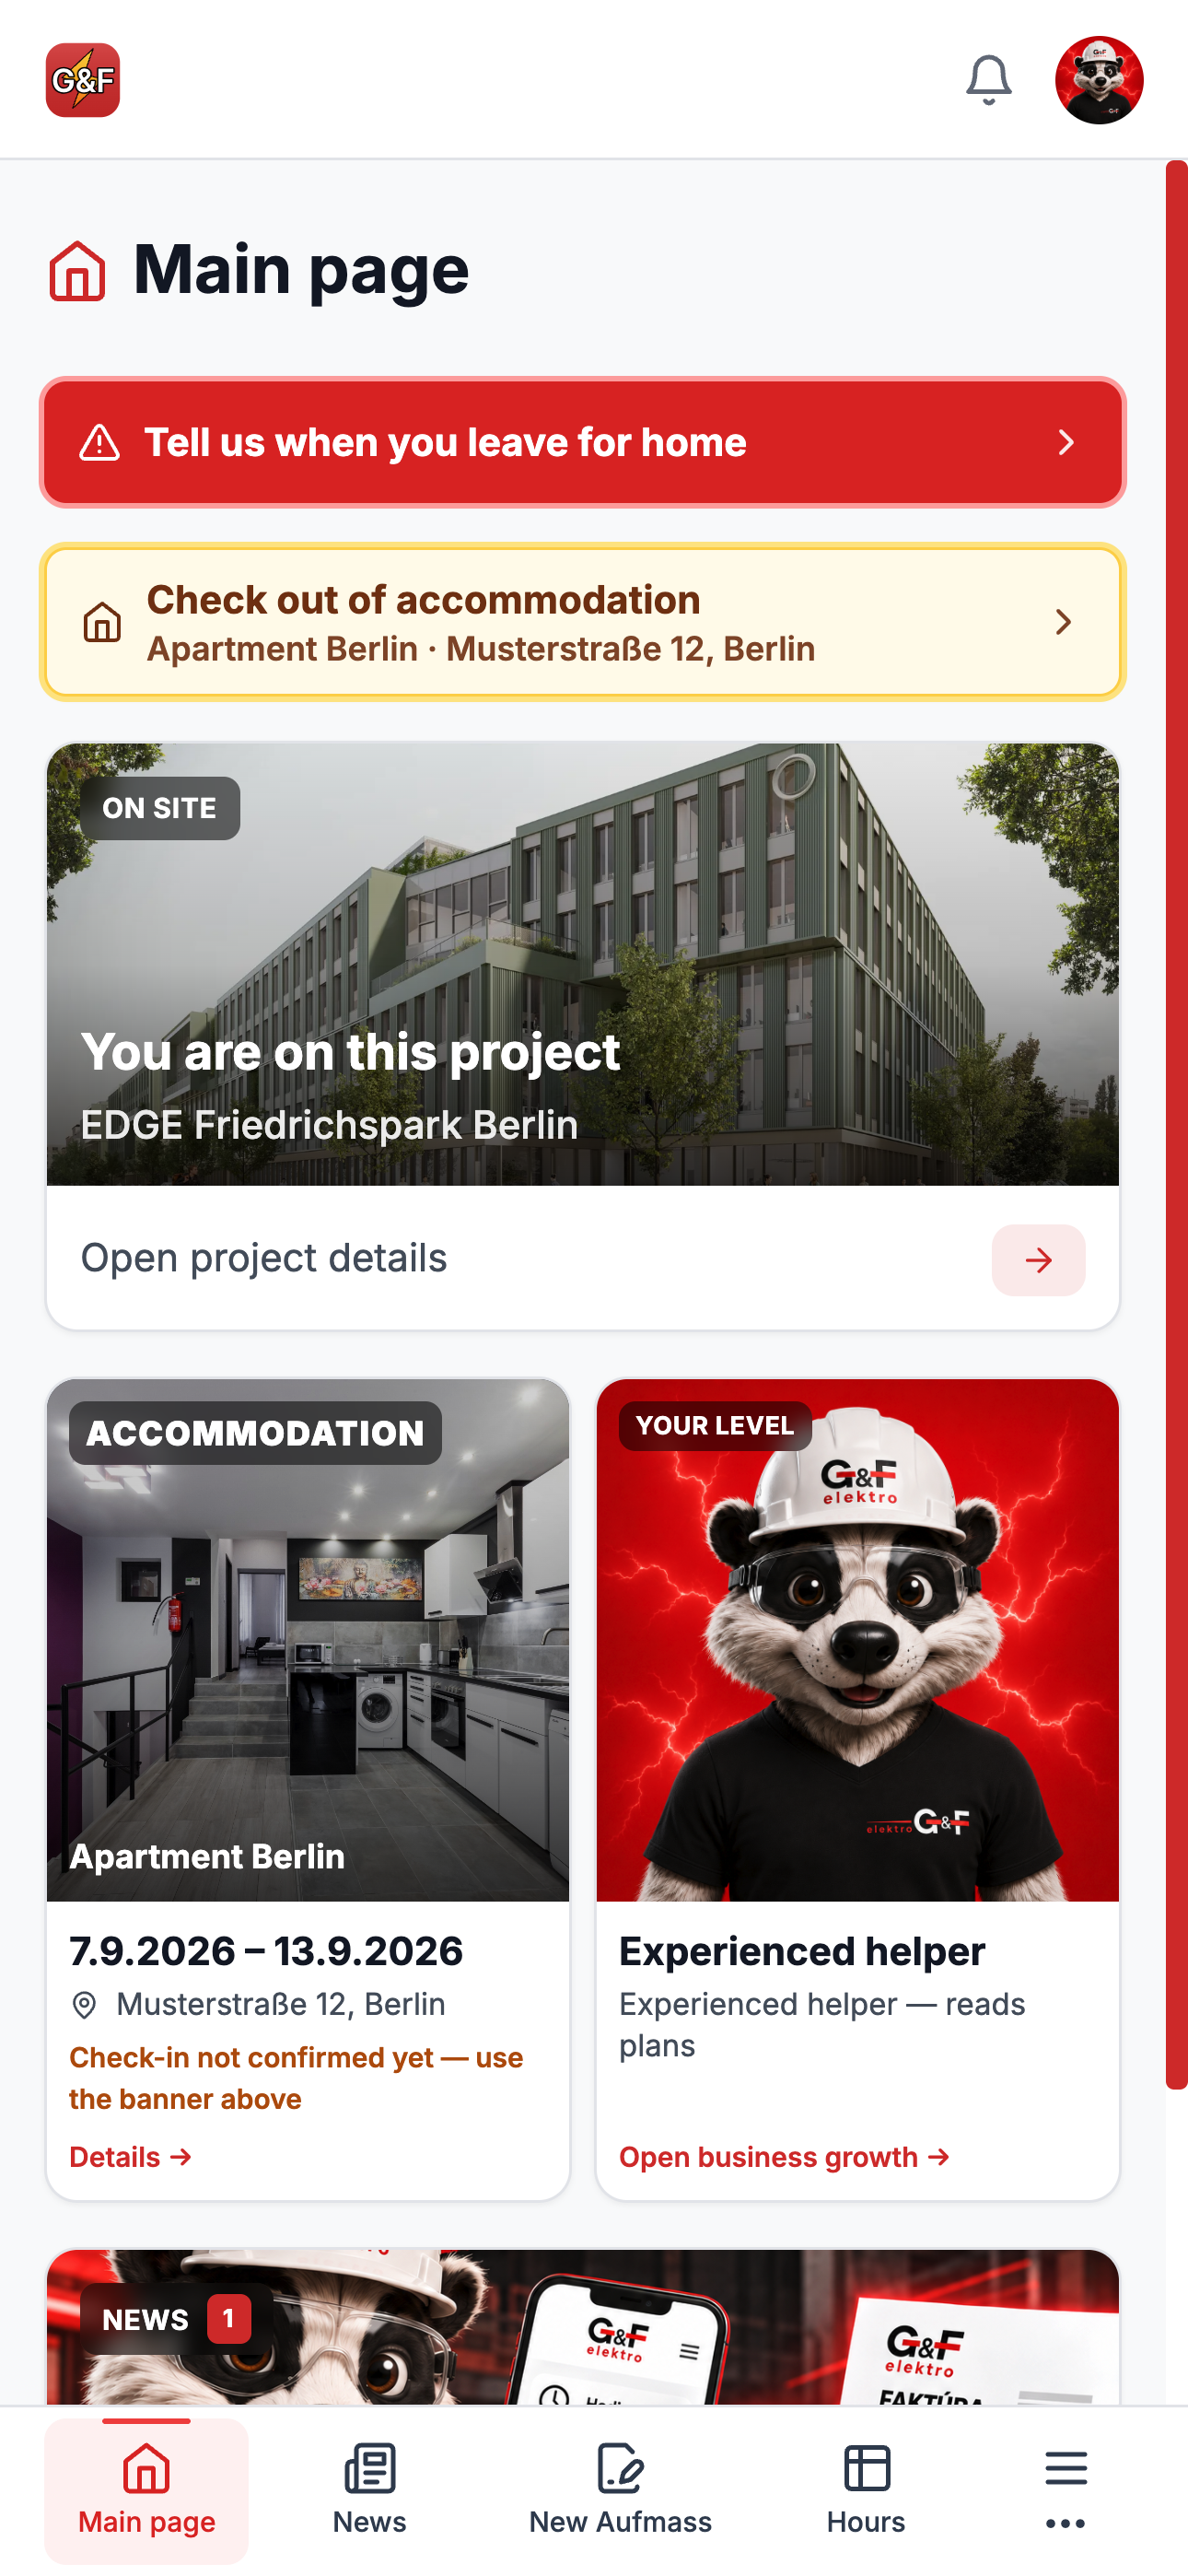 G&F
G&F
Main page
Tell us when you leave for home
Check out of accommodation
Apartment Berlin · Musterstraße 12, Berlin
ON SITE
You are on this project
EDGE Friedrichspark Berlin
Open project details
ACCOMMODATION
Apartment Berlin
7.9.2026 – 13.9.2026
Musterstraße 12, Berlin
Check-in not confirmed yet — use
the banner above
Details →
YOUR LEVEL
G&F
elektro
elektro G&F
Experienced helper
Experienced helper — reads
plans
Open business growth →
NEWS 1
G&F
elektro
G&F
elektro
FAKTÚRA
Main page
News
New Aufmass
Hours